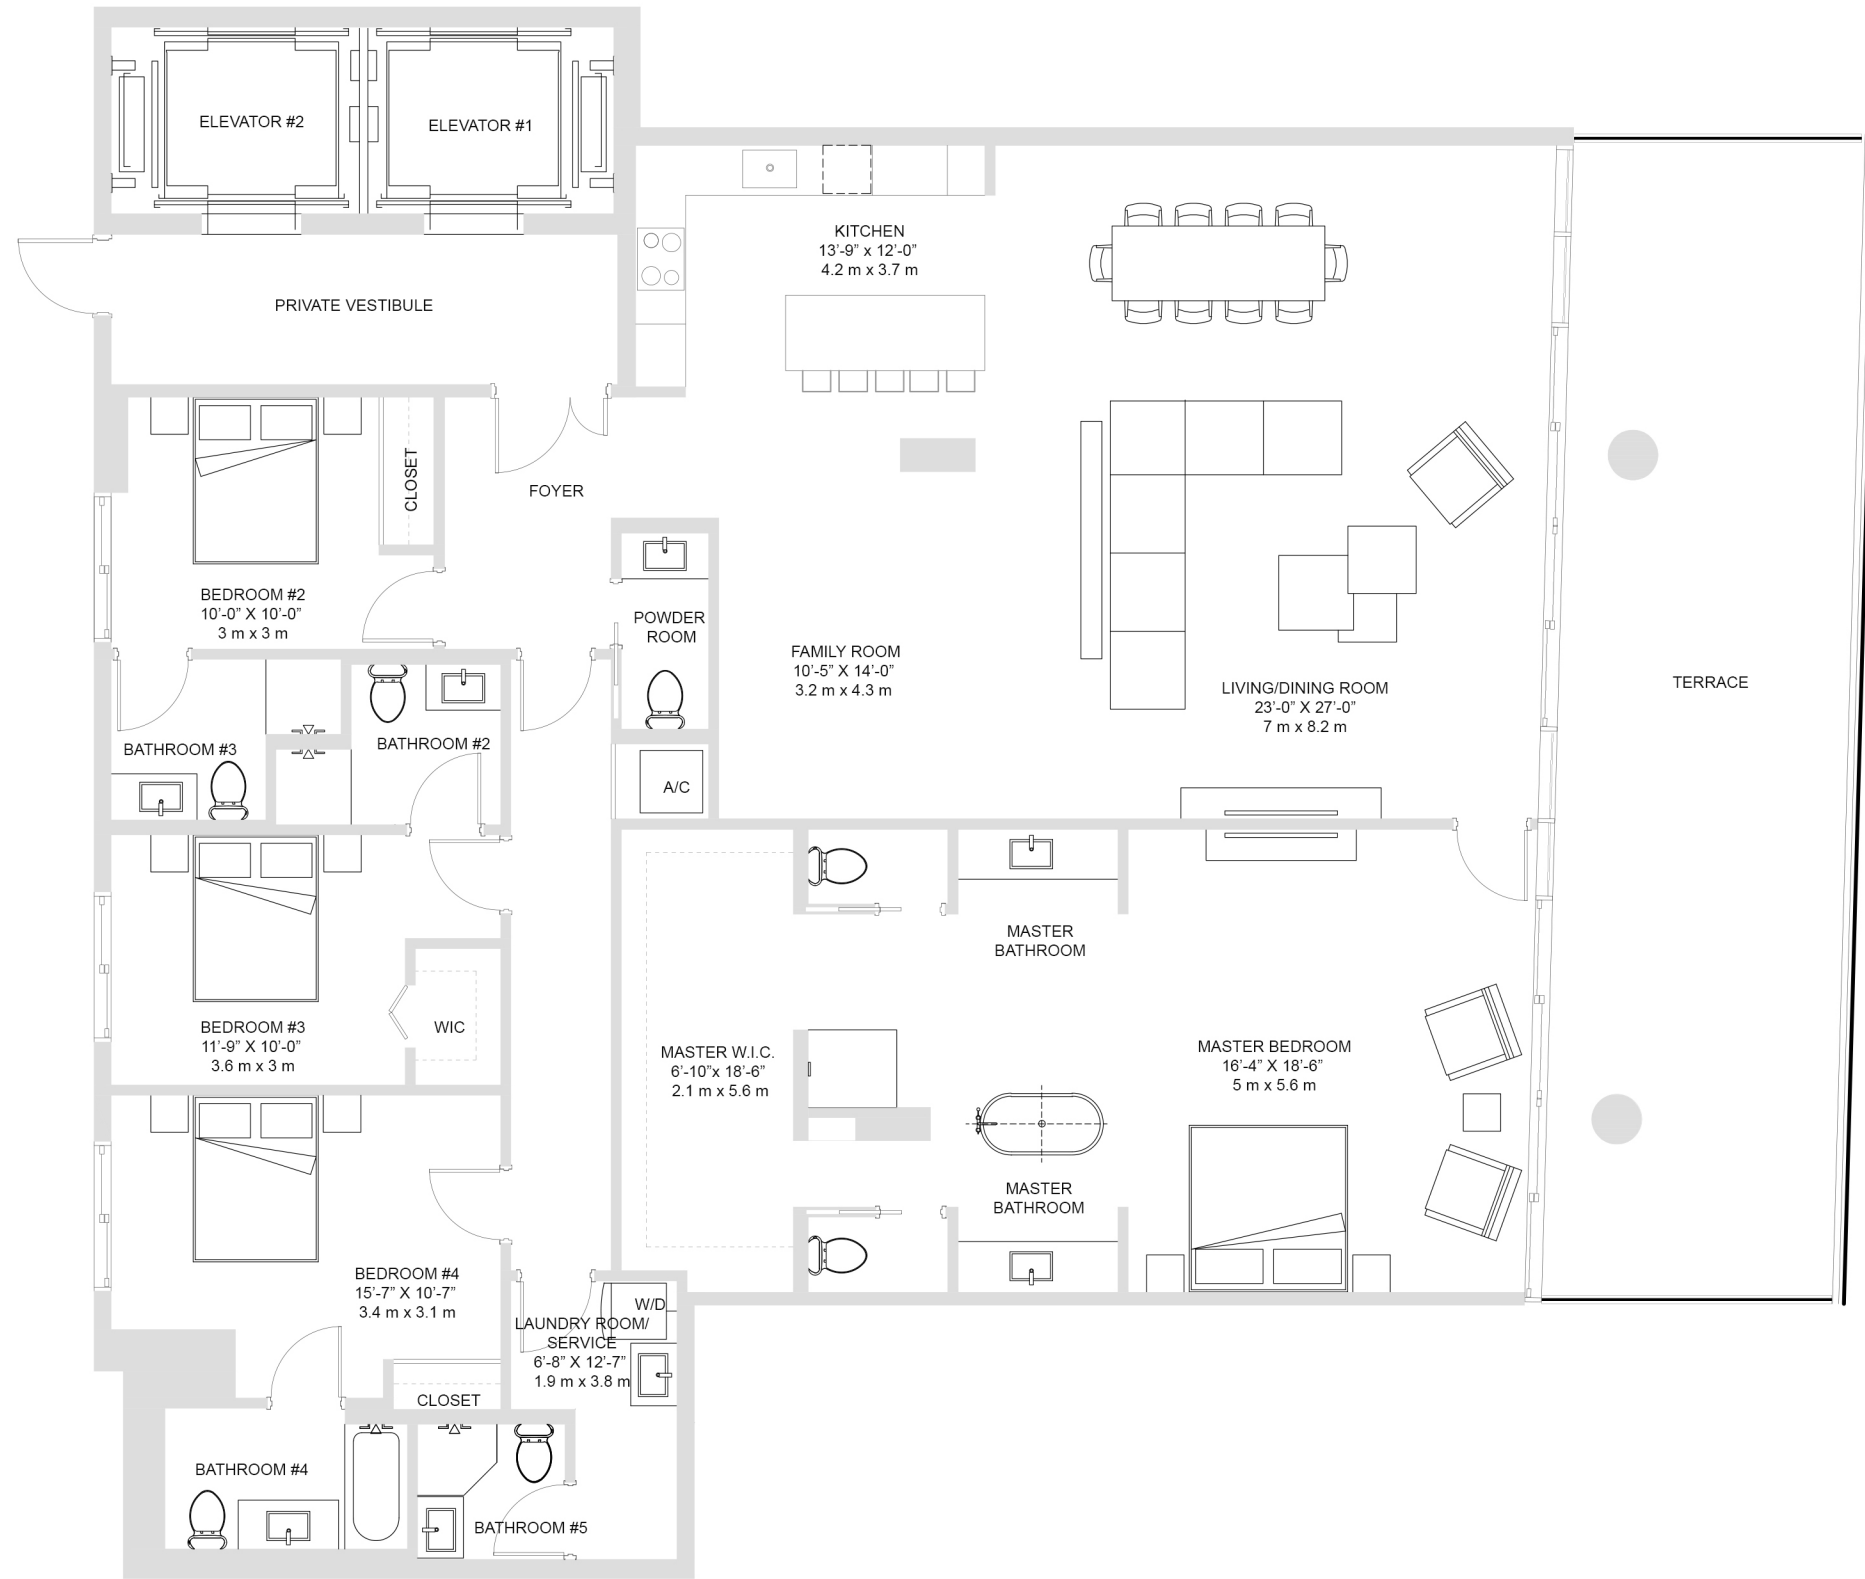 ELEVATOR #2
ELEVATOR #1
PRIVATE VESTIBULE
KITCHEN
13'-9" x 12'-0"
4.2 m x 3.7 m
CLOSET
FOYER
BEDROOM #2
10'-0" X 10'-0"
3 m x 3 m
POWDER
ROOM
FAMILY ROOM
10'-5" X 14'-0"
3.2 m x 4.3 m
LIVING/DINING ROOM
23'-0" X 27'-0"
7 m x 8.2 m
TERRACE
BATHROOM #3
BATHROOM #2
A/C
MASTER
BATHROOM
BEDROOM #3
11'-9" X 10'-0"
3.6 m x 3 m
WIC
MASTER W.I.C.
6'-10"x 18'-6"
2.1 m x 5.6 m
MASTER BEDROOM
16'-4" X 18'-6"
5 m x 5.6 m
MASTER
BATHROOM
BEDROOM #4
15'-7" X 10'-7"
3.4 m x 3.1 m
W/D
LAUNDRY ROOM/
SERVICE
6'-8" X 12'-7"
1.9 m x 3.8 m
CLOSET
BATHROOM #4
BATHROOM #5